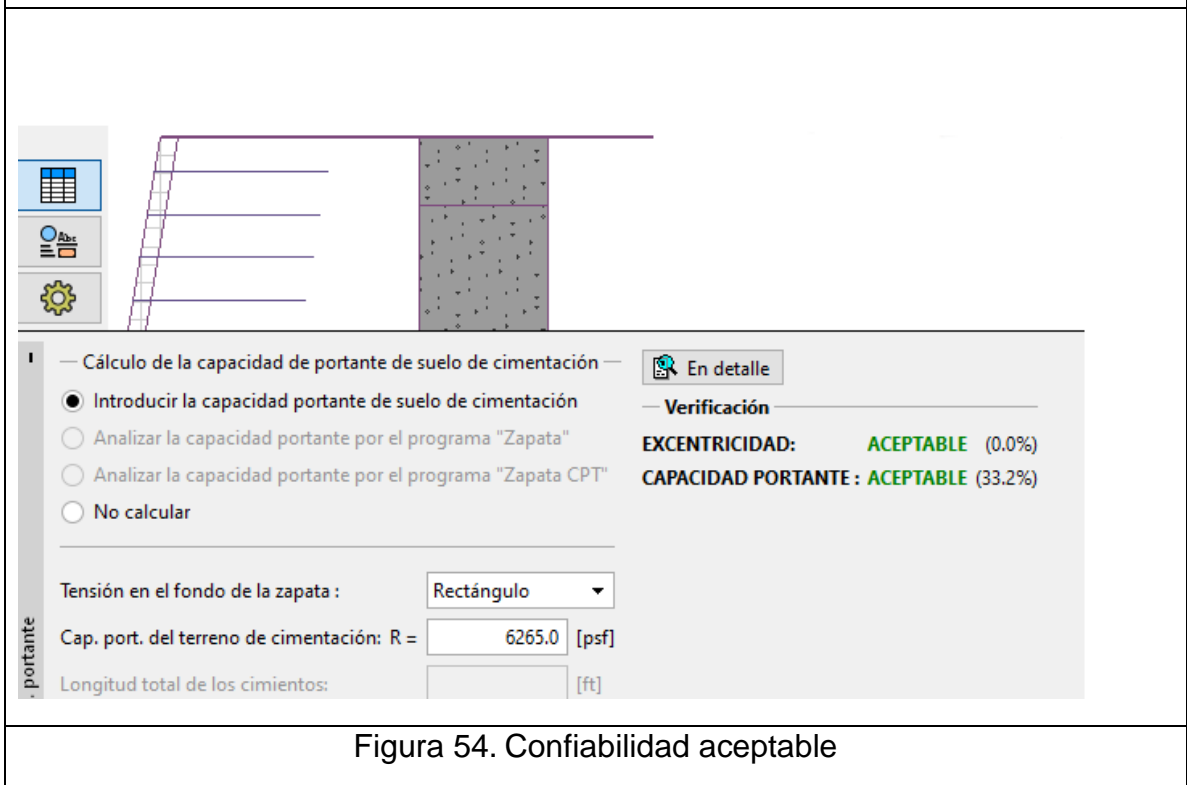 Abc
Cálculo de la capacidad de portante de suelo de cimentación
Introducir la capacidad portante de suelo de cimentación
Analizar la capacidad portante por el programa "Zapata"
Analizar la capacidad portante por el programa "Zapata CPT"
No calcular
Tensión en el fondo de la zapata : Rectángulo
Cap. port. del terreno de cimentación: R = 6265.0 [psf]
Longitud total de los cimientos: [ft]
. portante
En detalle
Verificación
EXCENTRICIDAD: ACEPTABLE (0.0%)
CAPACIDAD PORTANTE : ACEPTABLE (33.2%)
Figura 54. Confiabilidad aceptable